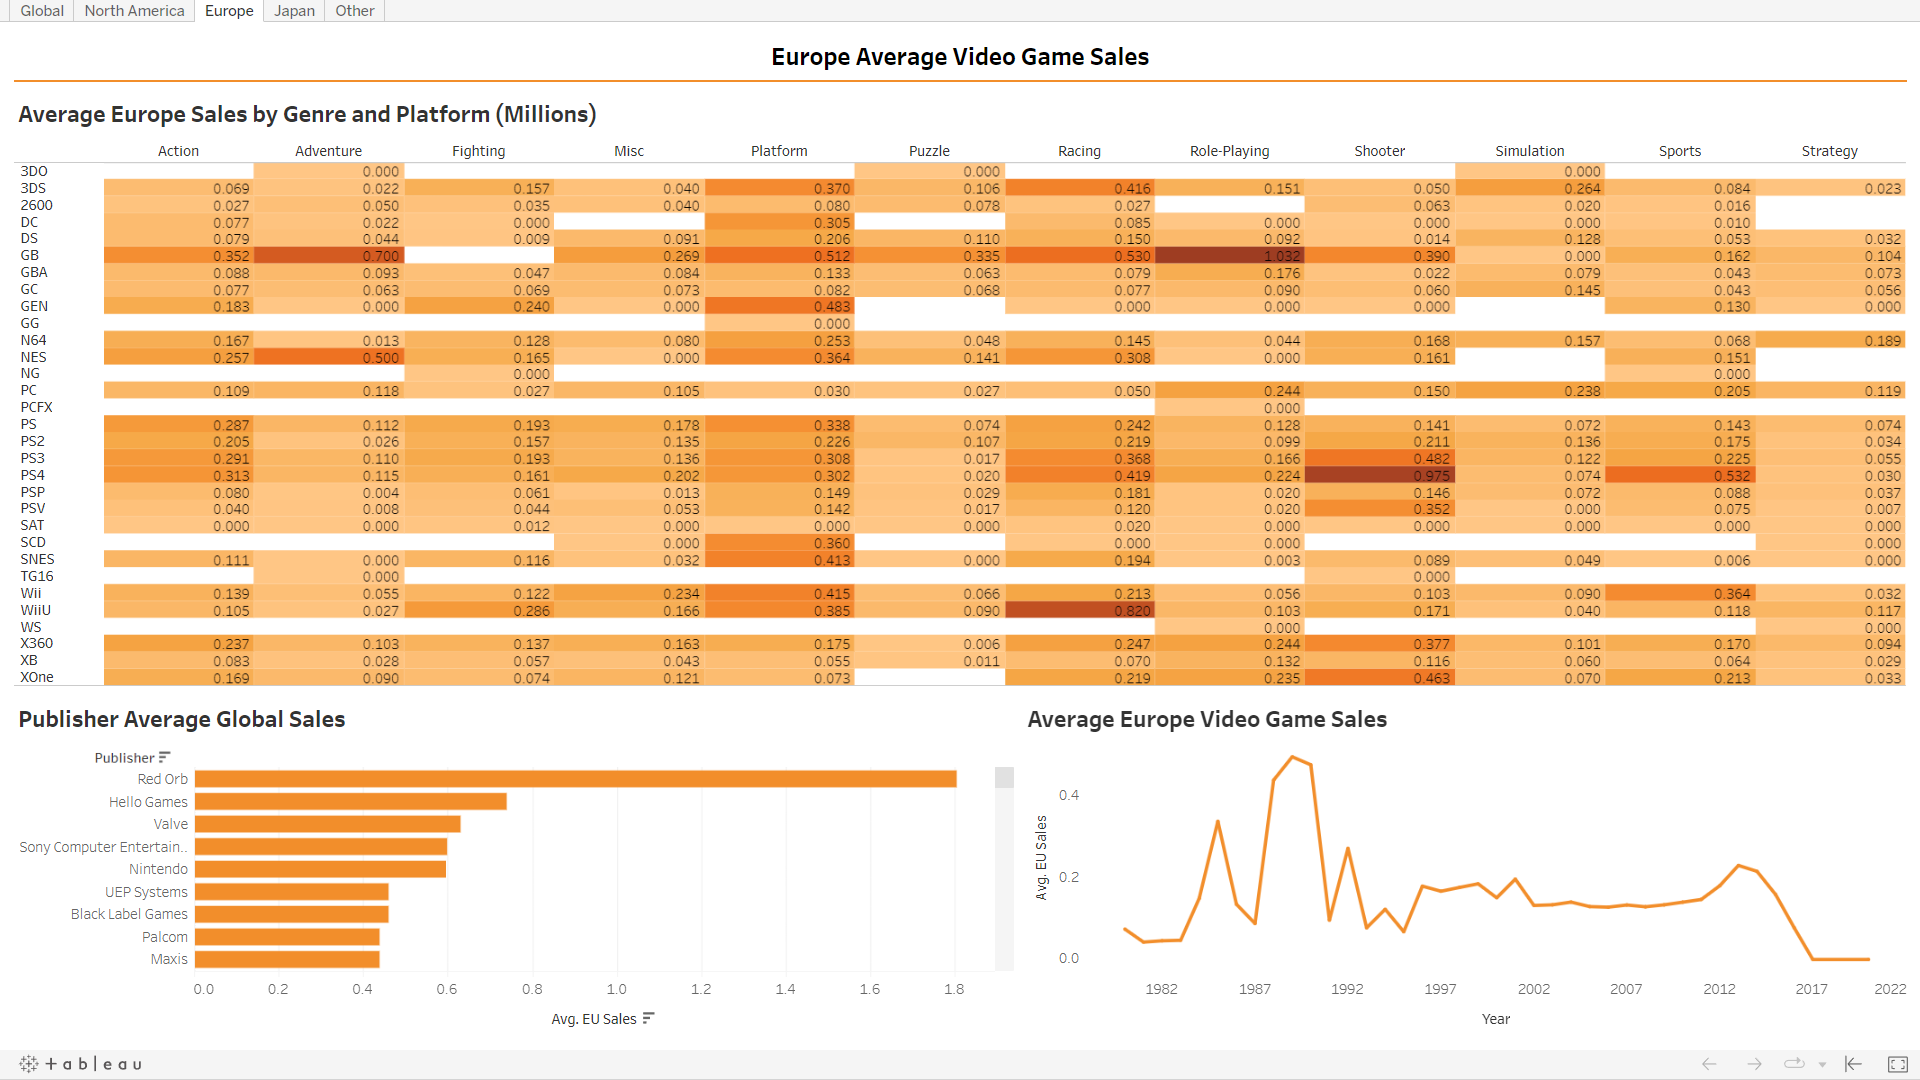 Global North America Europe Japan Other
Europe Average Video Game Sales
Average Europe Sales by Genre and Platform (Millions)
Action Adventure Fighting Misc Platform Puzzle Racing Role-Playing Shooter Simulation Sports Strategy
3DO 0.000 0.000 0.000
3DS 0.069 0.022 0.157 0.040 0.370 0.106 0.416 0.151 0.050 0.264 0.084 0.023
2600 0.027 0.050 0.035 0.040 0.080 0.078 0.027 0.063 0.020 0.016
DC 0.077 0.022 0.000 0.305 0.085 0.000 0.000 0.000 0.010
DS 0.079 0.044 0.009 0.091 0.206 0.110 0.150 0.092 0.014 0.128 0.053 0.032
GB 0.352 0.700 0.269 0.512 0.335 0.530 1.032 0.390 0.000 0.162 0.104
GBA 0.088 0.093 0.047 0.084 0.133 0.063 0.079 0.176 0.022 0.079 0.043 0.073
GC 0.077 0.063 0.069 0.073 0.082 0.068 0.077 0.090 0.060 0.145 0.043 0.056
GEN 0.183 0.000 0.240 0.000 0.483 0.000 0.000 0.000 0.130 0.000
GG 0.000
N64 0.167 0.013 0.128 0.080 0.253 0.048 0.145 0.044 0.168 0.157 0.068 0.189
NES 0.257 0.500 0.165 0.000 0.364 0.141 0.308 0.000 0.161 0.151
NG 0.000 0.000
PC 0.109 0.118 0.027 0.105 0.030 0.027 0.050 0.244 0.150 0.238 0.205 0.119
PCFX 0.000
PS 0.287 0.112 0.193 0.178 0.338 0.074 0.242 0.128 0.141 0.072 0.143 0.074
PS2 0.205 0.026 0.157 0.135 0.226 0.107 0.219 0.099 0.211 0.136 0.175 0.034
PS3 0.291 0.110 0.193 0.136 0.308 0.017 0.368 0.166 0.482 0.122 0.225 0.055
PS4 0.313 0.115 0.161 0.202 0.302 0.020 0.419 0.224 0.975 0.074 0.532 0.030
PSP 0.080 0.004 0.061 0.013 0.149 0.029 0.181 0.020 0.146 0.072 0.088 0.037
PSV 0.040 0.008 0.044 0.053 0.142 0.017 0.120 0.020 0.352 0.000 0.075 0.007
SAT 0.000 0.000 0.012 0.000 0.000 0.000 0.020 0.000 0.000 0.000 0.000 0.000
SCD 0.000 0.360 0.000 0.000 0.000
SNES 0.111 0.000 0.116 0.032 0.413 0.000 0.194 0.003 0.089 0.049 0.006 0.000
TG16 0.000 0.000
Wii 0.139 0.055 0.122 0.234 0.415 0.066 0.213 0.056 0.103 0.090 0.364 0.032
WiiU 0.105 0.027 0.286 0.166 0.385 0.090 0.820 0.103 0.171 0.040 0.118 0.117
WS 0.000 0.000
X360 0.237 0.103 0.137 0.163 0.175 0.006 0.247 0.244 0.377 0.101 0.170 0.094
XB 0.083 0.028 0.057 0.043 0.055 0.011 0.070 0.132 0.116 0.060 0.064 0.029
XOne 0.169 0.090 0.074 0.121 0.073 0.219 0.235 0.463 0.070 0.213 0.033
Publisher Average Global Sales
Publisher
Red Orb
Hello Games
Valve
Sony Computer Entertain..
Nintendo
UEP Systems
Black Label Games
Palcom
Maxis
0.0 0.2 0.4 0.6 0.8 1.0 1.2 1.4 1.6 1.8
Avg. EU Sales
Average Europe Video Game Sales
Avg. EU Sales
0.4
0.2
0.0
1982 1987 1992 1997 2002 2007 2012 2017 2022
Year
+ableau